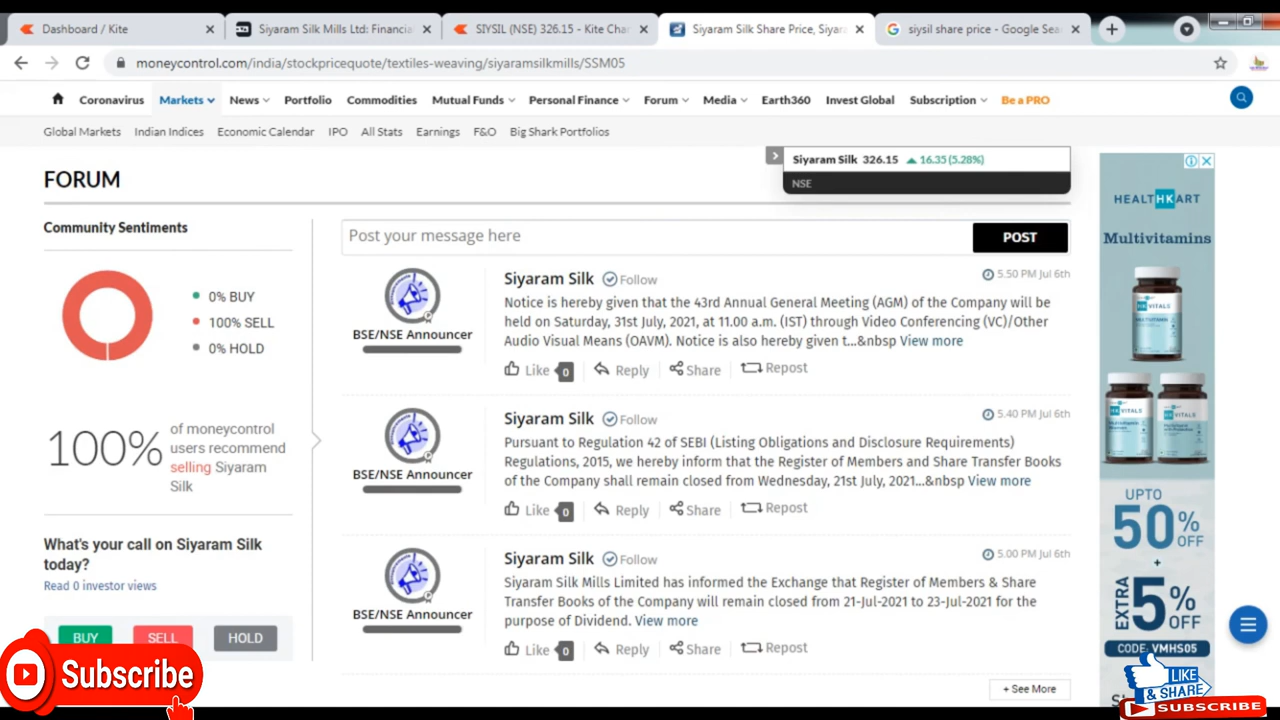 Dashboard / Kite
Siyaram Silk Mills Ltd: Financia
SIYSIL (NSE) 326.15 - Kite Char
Siyaram Silk Share Price, Siyara
siysil share price - Google Sea
moneycontrol.com/india/stockpricequote/textiles-weaving/siyaramsilkmills/SSM05
Coronavirus Markets News Portfolio Commodities Mutual Funds Personal Finance Forum Media Earth360 Invest Global Subscription Be a PRO
Global Markets Indian Indices Economic Calendar IPO All Stats Earnings F&O Big Shark Portfolios
Siyaram Silk 326.15 16.35 (5.28%)
NSE
FORUM
Community Sentiments
0% BUY
100% SELL
0% HOLD
100% of moneycontrol
users recommend
selling Siyaram
Silk
What's your call on Siyaram Silk
today?
Read 0 investor views
BUY SELL HOLD
Subscribe
Post your message here POST
BSE/NSE Announcer
Siyaram Silk Follow 5.50 PM Jul 6th
Notice is hereby given that the 43rd Annual General Meeting (AGM) of the Company will be
held on Saturday, 31st July, 2021, at 11.00 a.m. (IST) through Video Conferencing (VC)/Other
Audio Visual Means (OAVM). Notice is also hereby given t...&nbsp View more
Like 0 Reply Share Repost
BSE/NSE Announcer
Siyaram Silk Follow 5.40 PM Jul 6th
Pursuant to Regulation 42 of SEBI (Listing Obligations and Disclosure Requirements)
Regulations, 2015, we hereby inform that the Register of Members and Share Transfer Books
of the Company shall remain closed from Wednesday, 21st July, 2021...&nbsp View more
Like 0 Reply Share Repost
BSE/NSE Announcer
Siyaram Silk Follow 5.00 PM Jul 6th
Siyaram Silk Mills Limited has informed the Exchange that Register of Members & Share
Transfer Books of the Company will remain closed from 21-Jul-2021 to 23-Jul-2021 for the
purpose of Dividend. View more
Like 0 Reply Share Repost
+ See More
HEALTHKART
Multivitamins
HK VITALS
HK VITALS
HK VITALS
UPTO
50% OFF
+
EXTRA 5% OFF
CODE: VMHS05
LIKE
& SHARE
SUBSCRIBE